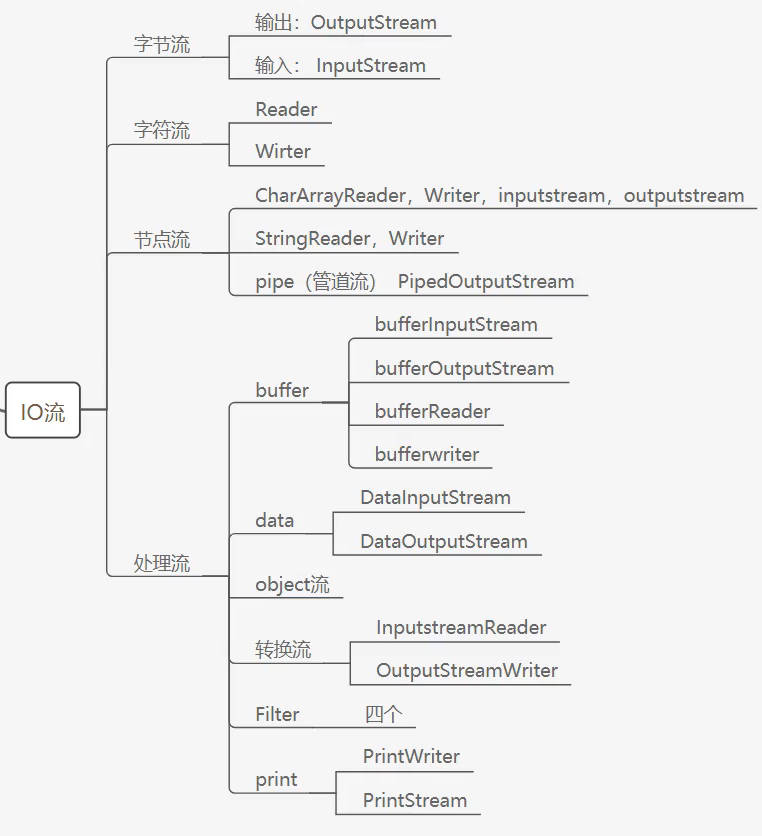 字节流
输出：OutputStream
输入： InputStream
字符流
Reader
Wirter
节点流
CharArrayReader，Writer，inputstream，outputstream
StringReader，Writer
pipe（管道流） PipedOutputStream
IO流
处理流
buffer
bufferInputStream
bufferOutputStream
bufferReader
bufferwriter
data
DataInputStream
DataOutputStream
object流
转换流
InputstreamReader
OutputStreamWriter
Filter 四个
print
PrintWriter
PrintStream